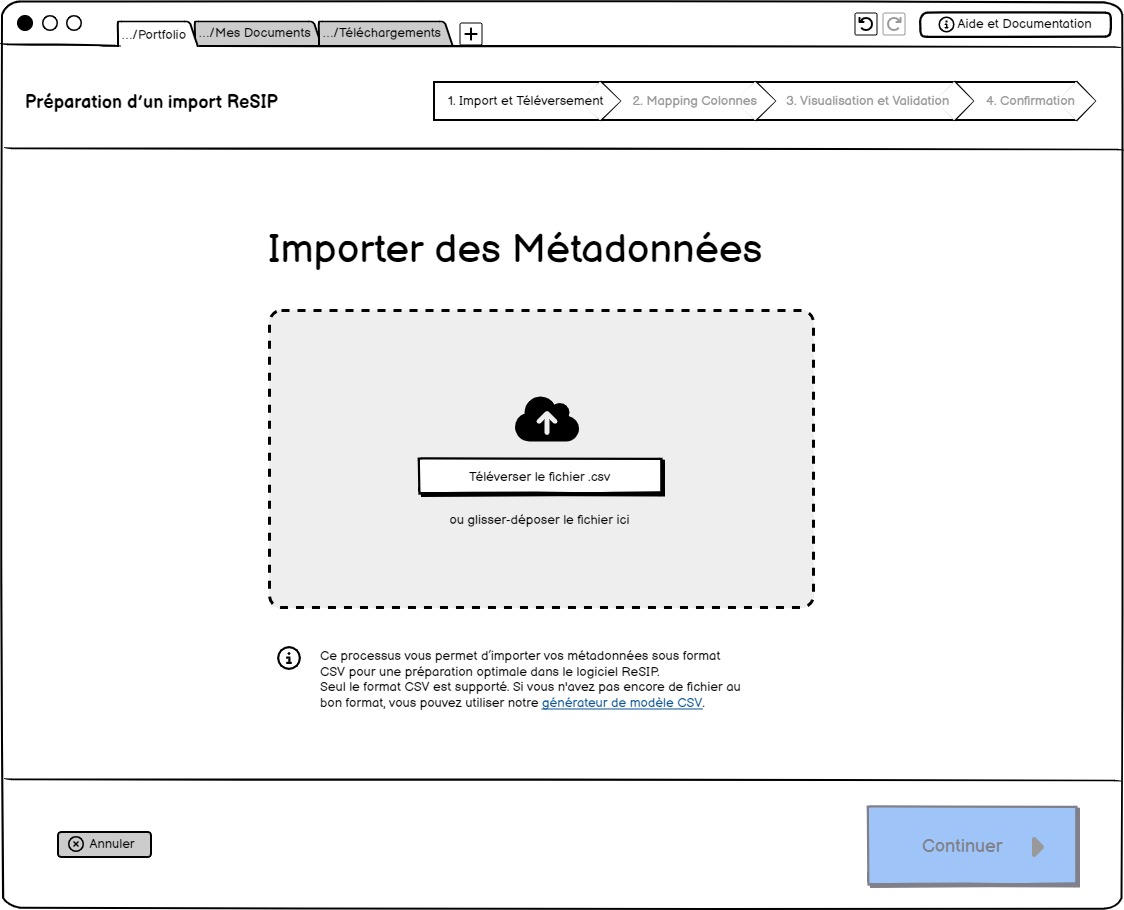 .../Portfolio
.../Mes Documents
.../Téléchargements
Aide et Documentation
Préparation d'un import ReSIP
1. Import et Téléversement
2. Mapping Colonnes
3. Visualisation et Validation
4. Confirmation
Importer des Métadonnées
Téléverser le fichier .csv
ou glisser-déposer le fichier ici
Ce processus vous permet d'importer vos métadonnées sous format
CSV pour une préparation optimale dans le logiciel ReSIP.
Seul le format CSV est supporté. Si vous n'avez pas encore de fichier au
bon format, vous pouvez utiliser notre générateur de modèle CSV.
Annuler
Continuer